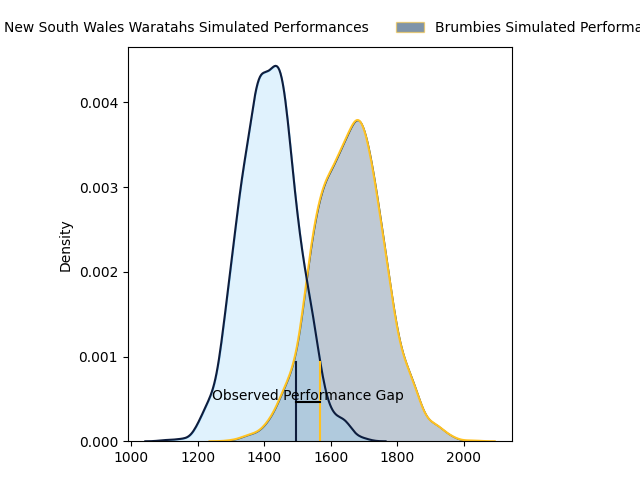 New South Wales Waratahs Simulated Performances
Brumbies Simulated Performa
0.004
0.003
0.002
0.001
0.000
Density
Observed Performance Gap
1000 1200 1400 1600 1800 2000